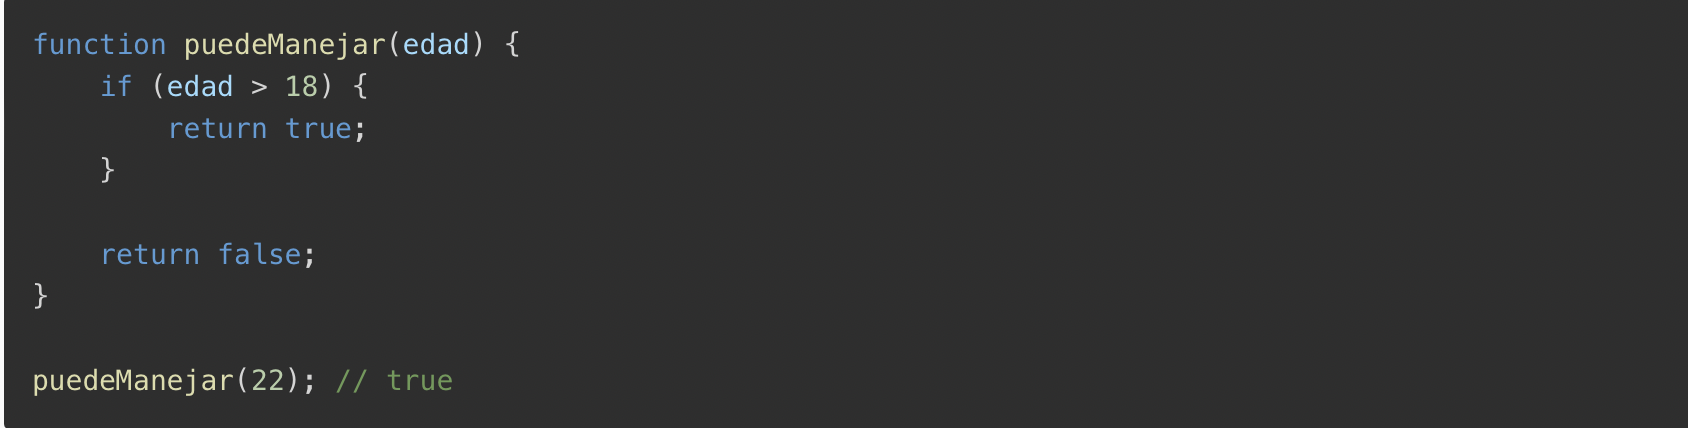 function puedeManejar(edad) {
    if (edad > 18) {
        return true;
    }

    return false;
}

puedeManejar(22); // true